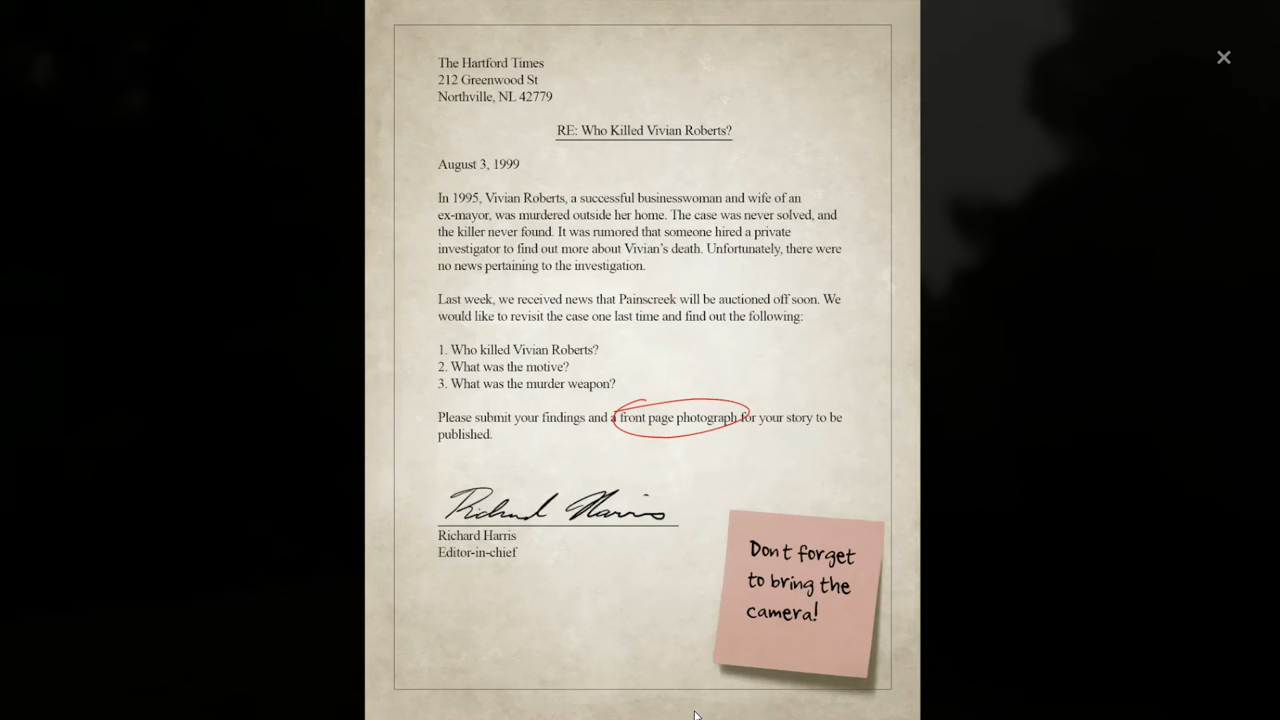 The Hartford Times
212 Greenwood St
Northville, NL 42779
RE: Who Killed Vivian Roberts?
August 3, 1999
In 1995, Vivian Roberts, a successful businesswoman and wife of an
ex-mayor, was murdered outside her home. The case was never solved, and
the killer never found. It was rumored that someone hired a private
investigator to find out more about Vivian's death. Unfortunately, there were
no news pertaining to the investigation.
Last week, we received news that Painscreek will be auctioned off soon. We
would like to revisit the case one last time and find out the following:
1. Who killed Vivian Roberts?
2. What was the motive?
3. What was the murder weapon?
Please submit your findings and a front page photograph for your story to be
published.
Richard Harris
Richard Harris
Editor-in-chief
Don't forget
to bring the
camera!